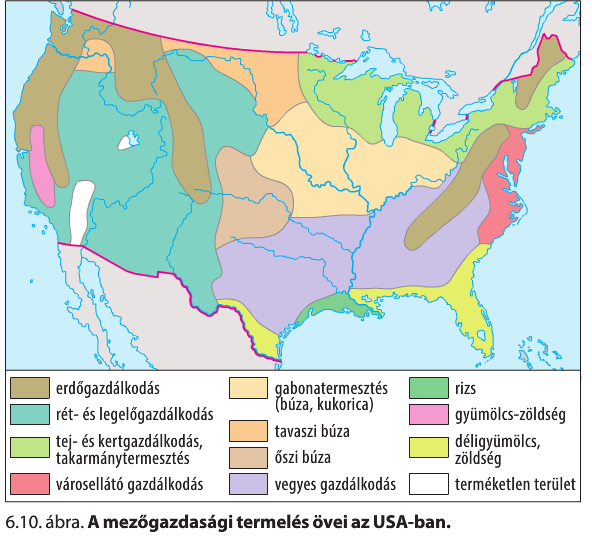 erdőgazdálkodás
rét- és legelőgazdálkodás
tej- és kertgazdálkodás,
takarmánytermesztés
városellátó gazdálkodás
gabonatermesztés
(búza, kukorica)
tavaszi búza
őszi búza
vegyes gazdálkodás
rizs
gyümölcs-zöldség
déligyümölcs,
zöldség
terméketlen terület
6.10. ábra. A mezőgazdasági termelés övei az USA-ban.